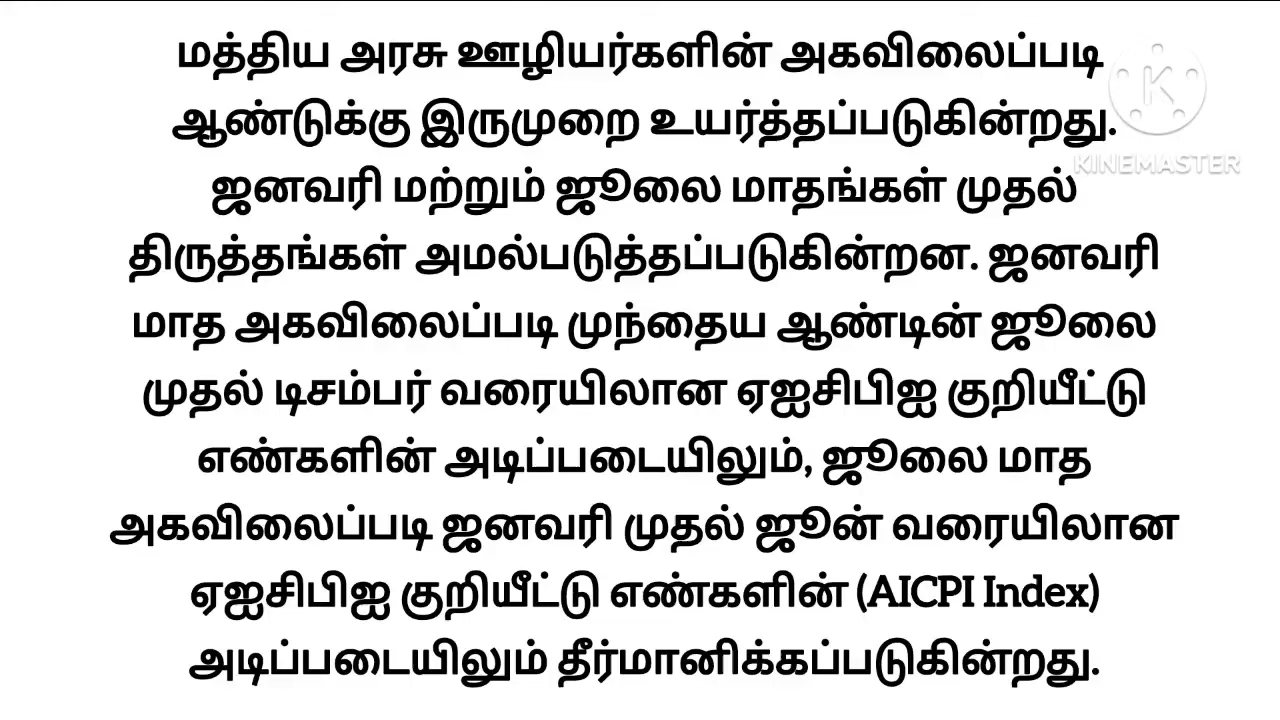 மத்திய அரசு ஊழியர்களின் அகவிலைப்படி
ஆண்டுக்கு இருமுறை உயர்த்தப்படுகின்றது.
ஜனவரி மற்றும் ஜூலை மாதங்கள் முதல்
திருத்தங்கள் அமல்படுத்தப்படுகின்றன. ஜனவரி
மாத அகவிலைப்படி முந்தைய ஆண்டின் ஜூலை
முதல் டிசம்பர் வரையிலான ஏஐசிபிஐ குறியீட்டு
எண்களின் அடிப்படையிலும், ஜூலை மாத
அகவிலைப்படி ஜனவரி முதல் ஜூன் வரையிலான
ஏஐசிபிஐ குறியீட்டு எண்களின் (AICPI Index)
அடிப்படையிலும் தீர்மானிக்கப்படுகின்றது.
K
KINEMASTER